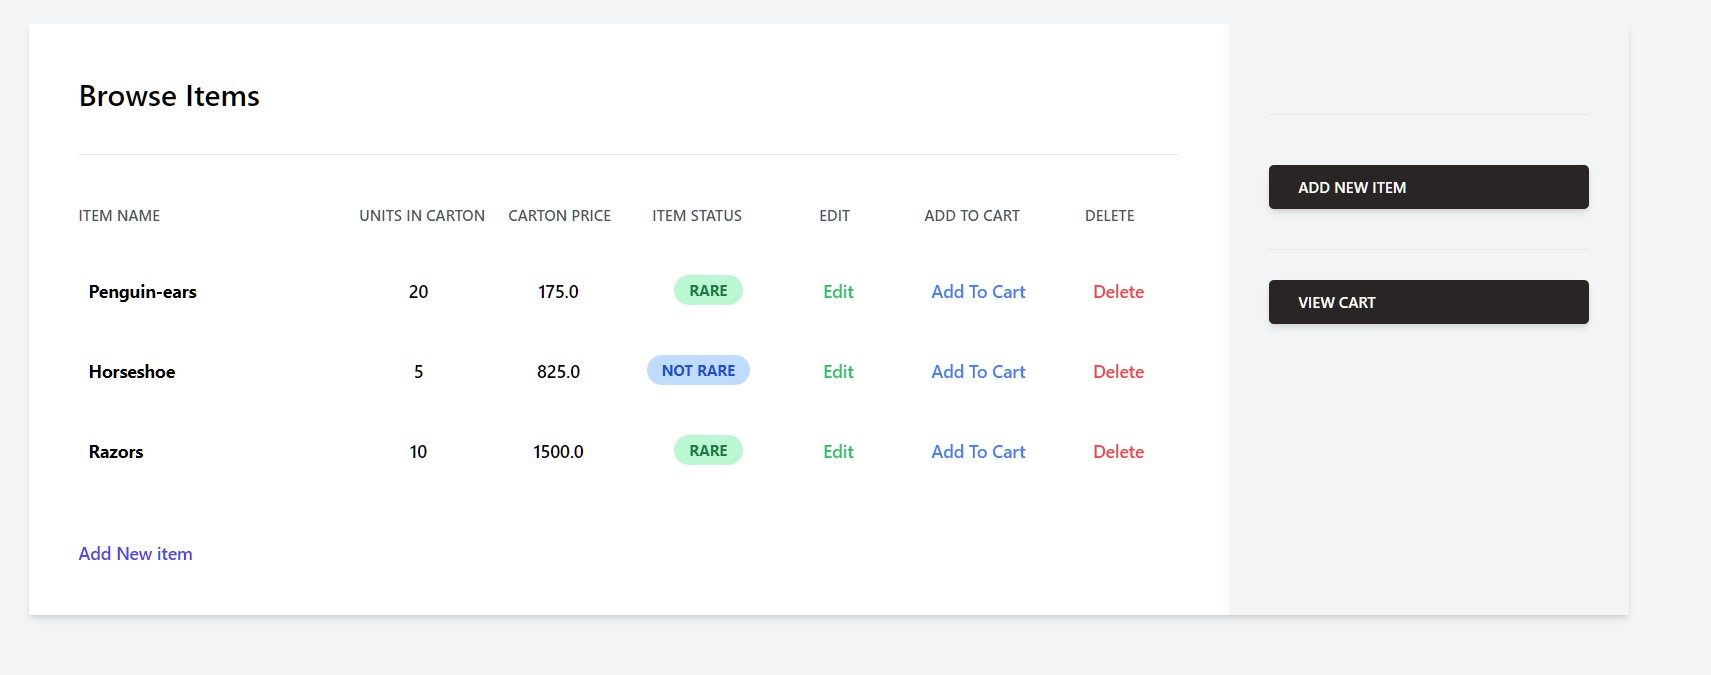 Browse Items
ITEM NAME UNITS IN CARTON CARTON PRICE ITEM STATUS EDIT ADD TO CART DELETE
Penguin-ears 20 175.0 RARE Edit Add To Cart Delete
Horseshoe 5 825.0 NOT RARE Edit Add To Cart Delete
Razors 10 1500.0 RARE Edit Add To Cart Delete
Add New item
ADD NEW ITEM
VIEW CART